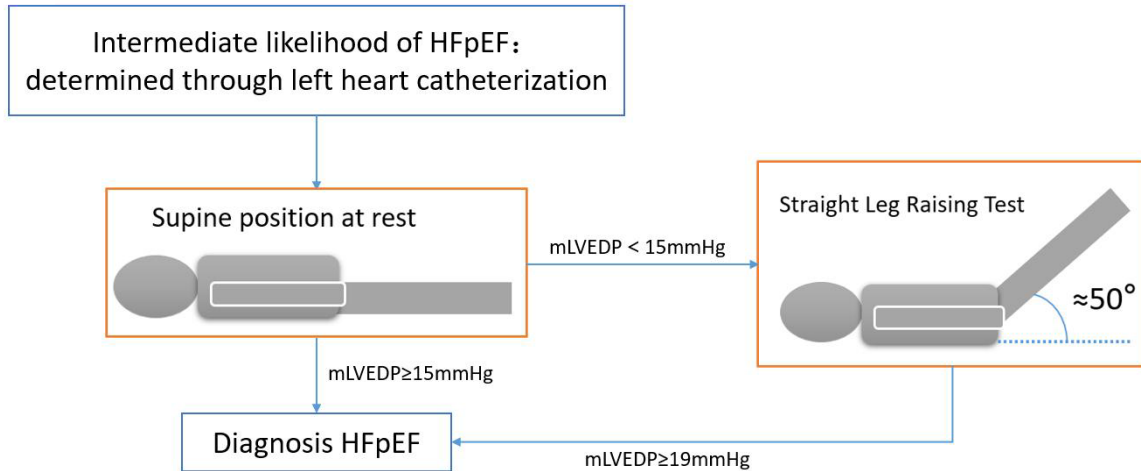 Intermediate likelihood of HFpEF：
determined through left heart catheterization
Supine position at rest
mLVEDP < 15mmHg
Straight Leg Raising Test
≈50°
mLVEDP≥15mmHg
Diagnosis HFpEF
mLVEDP≥19mmHg